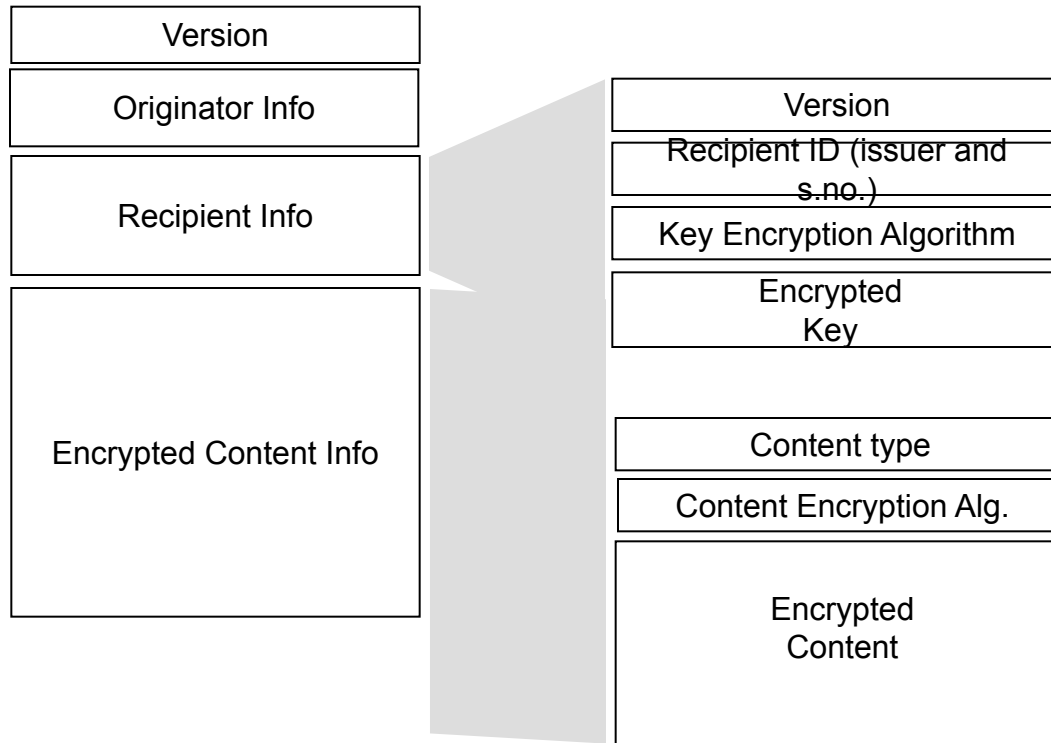 Version
Originator Info
Recipient Info
Encrypted Content Info
Version
Recipient ID (issuer and
s.no.)
Key Encryption Algorithm
Encrypted
Key
Content type
Content Encryption Alg.
Encrypted
Content